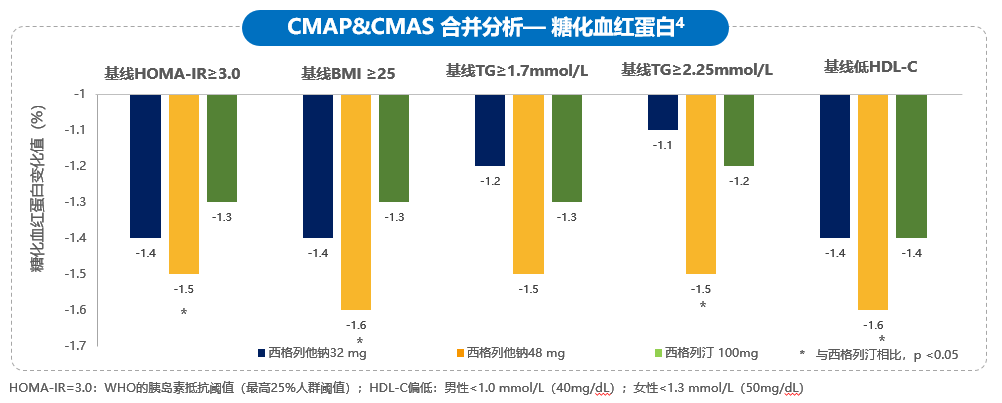 CMAP&CMAS 合并分析— 糖化血红蛋白4
基线HOMA-IR≥3.0
基线BMI ≥25
基线TG≥1.7mmol/L
基线TG≥2.25mmol/L
基线低HDL-C
糖化血红蛋白变化值（%）
-1
-1.1
-1.2
-1.3
-1.4
-1.5
-1.6
-1.7
-1.4
-1.5
*
-1.3
-1.4
-1.6
*
-1.3
-1.2
-1.5
-1.3
-1.1
-1.5
*
-1.2
-1.4
-1.6
*
-1.4
西格列他钠32 mg
西格列他钠48 mg
西格列汀 100mg
* 与西格列汀相比，p <0.05
HOMA-IR=3.0：WHO的胰岛素抵抗阈值（最高25%人群阈值）；HDL-C偏低：男性<1.0 mmol/L（40mg/dL）；女性<1.3 mmol/L（50mg/dL）